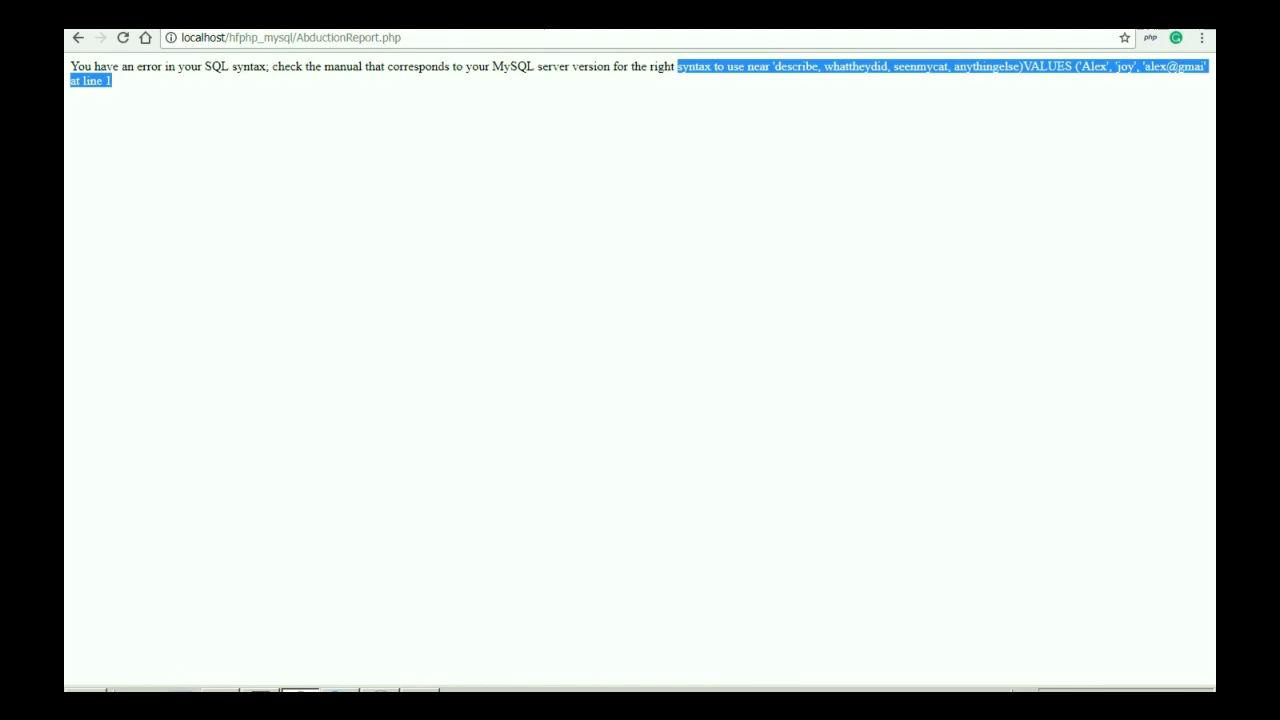 localhost/hfphp_mysql/AbductionReport.php
php
You have an error in your SQL syntax; check the manual that corresponds to your MySQL server version for the right syntax to use near 'describe, whattheydid, seenmycat, anythingelse)VALUES ('Alex', 'joy', 'alex@gmai'
at line 1